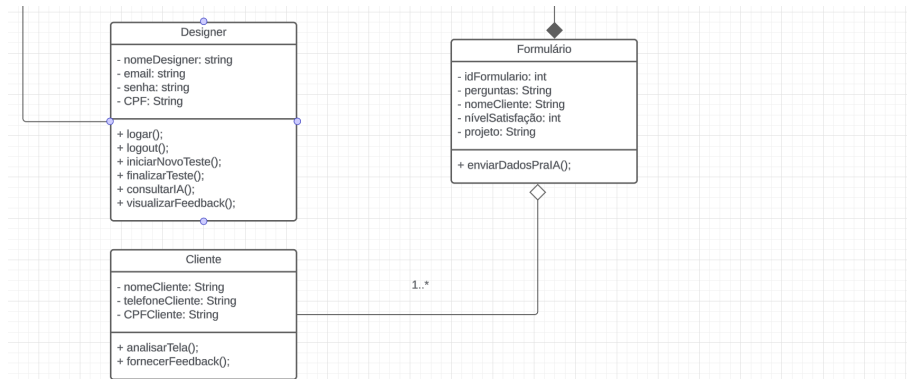 Designer
- nomeDesigner: string
- email: string
- senha: string
- CPF: String
+ logar();
+ logout();
+ iniciarNovoTeste();
+ finalizarTeste();
+ consultarIA();
+ visualizarFeedback();
Formulário
- idFormulario: int
- perguntas: String
- nomeCliente: String
- nívelSatisfação: int
- projeto: String
+ enviarDadosPraIA();
Cliente
- nomeCliente: String
- telefoneCliente: String
- CPFCliente: String
+ analisarTela();
+ fornecerFeedback();
1..*